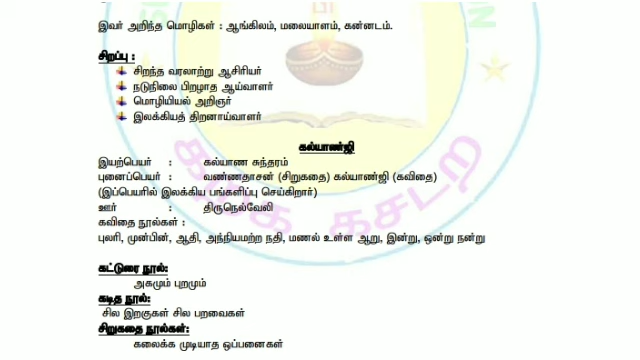 இவர் அறிந்த மொழிகள் : ஆங்கிலம், மலையாளம், கன்னடம்.
சிறப்பு :
சிறந்த வரலாற்று ஆசிரியர்
நடுநிலை பிறழாத ஆய்வாளர்
மொழியியல் அறிஞர்
இலக்கியத் திறனாய்வாளர்
கல்யாண்ஜி
இயற்பெயர் : கல்யாண சுந்தரம்
புனைப்பெயர் : வண்ணதாசன் (சிறுகதை) கல்யாண்ஜி (கவிதை)
(இப்பெயரில் இலக்கிய பங்களிப்பு செய்கிறார்)
ஊர் : திருநெல்வேலி
கவிதை நூல்கள் :
புலரி, முன்பின், ஆதி, அந்நியமற்ற நதி, மணல் உள்ள ஆறு, இன்று, ஒன்று நன்று
கட்டுரை நூல்:
அகமும் புறமும்
கடித நூல்:
சில இறகுகள் சில பறவைகள்
சிறுகதை நூல்கள்:
கலைக்க முடியாத ஒப்பனைகள்
கசடற